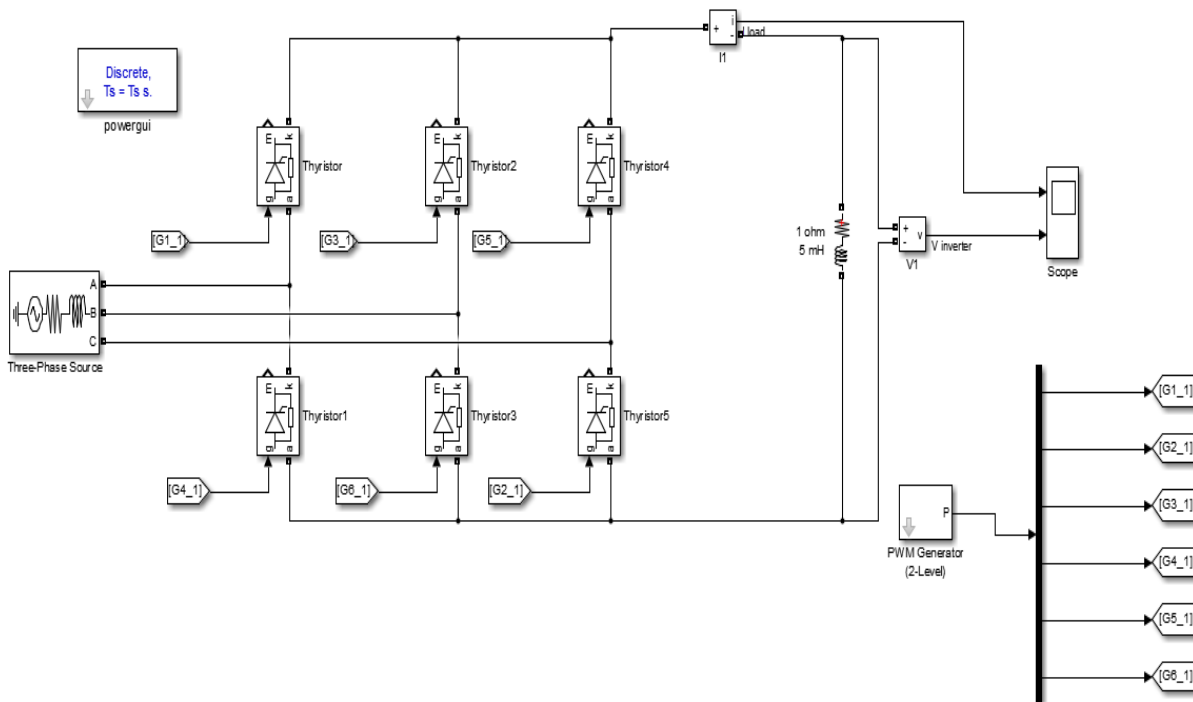 i
+
-
I load
I1
Discrete,
Ts = Ts s.
powergui
E k
g a
Thyristor
E k
g a
Thyristor2
E k
g a
Thyristor4
[G1_1]
[G3_1]
[G5_1]
1 ohm
5 mH
+
-
v
V inverter
V1
Scope
A
B
C
Three-Phase Source
E k
g a
Thyristor1
E k
g a
Thyristor3
E k
g a
Thyristor5
[G4_1]
[G6_1]
[G2_1]
P
PWM Generator
(2-Level)
[G1_1]
[G2_1]
[G3_1]
[G4_1]
[G5_1]
[G6_1]